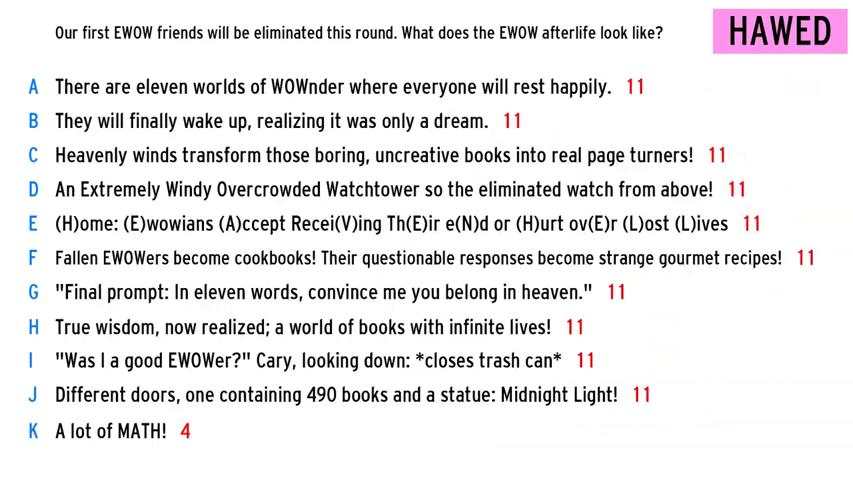 Our first EWOW friends will be eliminated this round. What does the EWOW afterlife look like?
HAWED
A There are eleven worlds of WOWnder where everyone will rest happily. 11
B They will finally wake up, realizing it was only a dream. 11
C Heavenly winds transform those boring, uncreative books into real page turners! 11
D An Extremely Windy Overcrowded Watchtower so the eliminated watch from above! 11
E (H)ome: (E)wowians (A)ccept Recei(V)ing Th(E)ir e(N)d or (H)urt ov(E)r (L)ost (L)ives 11
F Fallen EWOWers become cookbooks! Their questionable responses become strange gourmet recipes! 11
G "Final prompt: In eleven words, convince me you belong in heaven." 11
H True wisdom, now realized; a world of books with infinite lives! 11
I "Was I a good EWOWer?" Cary, looking down: *closes trash can* 11
J Different doors, one containing 490 books and a statue: Midnight Light! 11
K A lot of MATH! 4